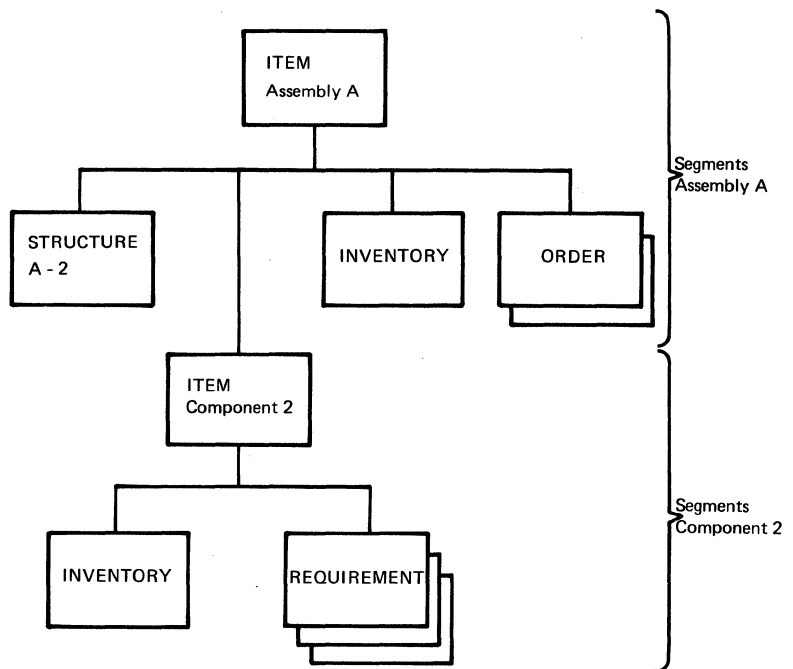 ITEM
Assembly A
Segments
Assembly A
STRUCTURE
A - 2
INVENTORY
ORDER
ITEM
Component 2
Segments
Component 2
INVENTORY
REQUIREMENT